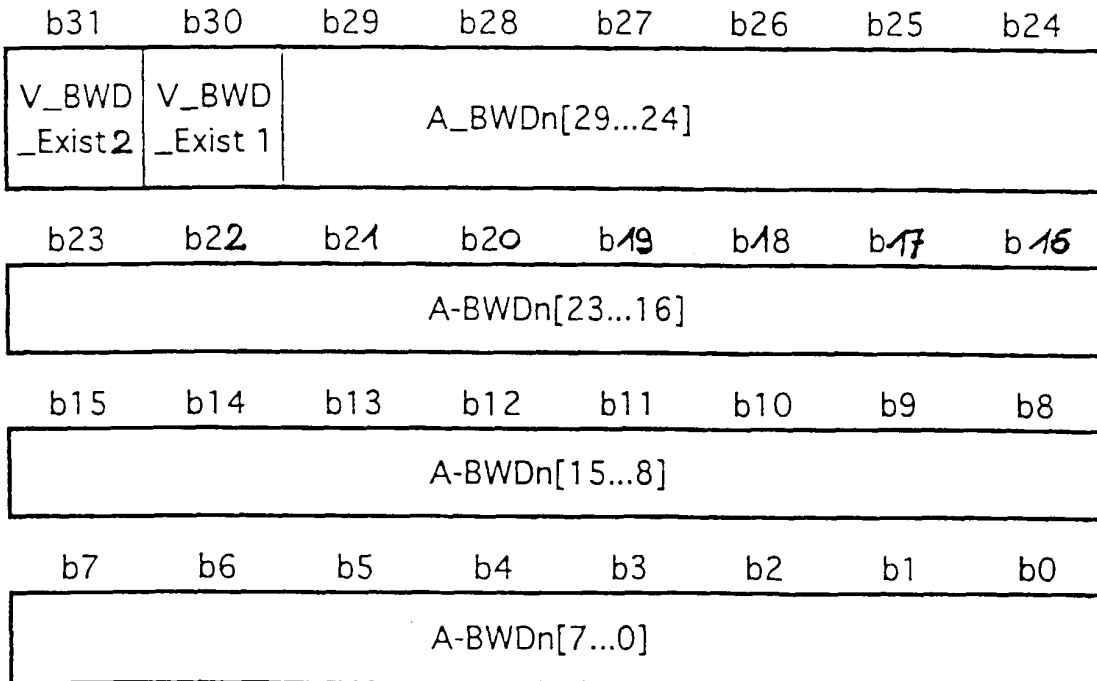 b31 b30 b29 b28 b27 b26 b25 b24
V_BWD V_BWD
_Exist2 _Exist 1
A_BWDn[29...24]
b23 b22 b21 b20 b19 b18 b17 b16
A-BWDn[23...16]
b15 b14 b13 b12 b11 b10 b9 b8
A-BWDn[15...8]
b7 b6 b5 b4 b3 b2 b1 b0
A-BWDn[7...0]